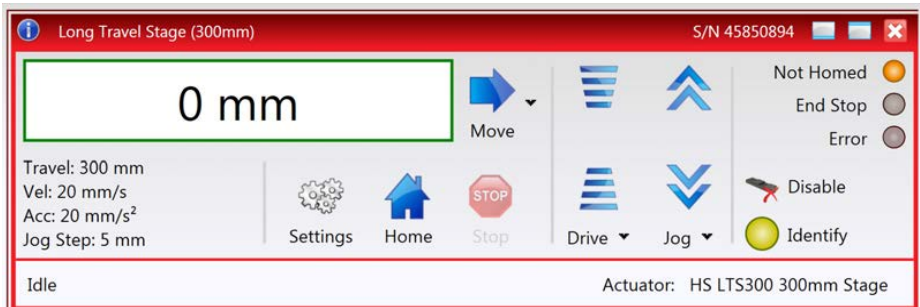 Long Travel Stage (300mm)
S/N 45850894
0 mm
Move
Not Homed
End Stop
Error
Travel: 300 mm
Vel: 20 mm/s
Acc: 20 mm/s²
Jog Step: 5 mm
Settings
Home
STOP
Stop
Drive
Jog
Disable
Identify
Idle
Actuator: HS LTS300 300mm Stage